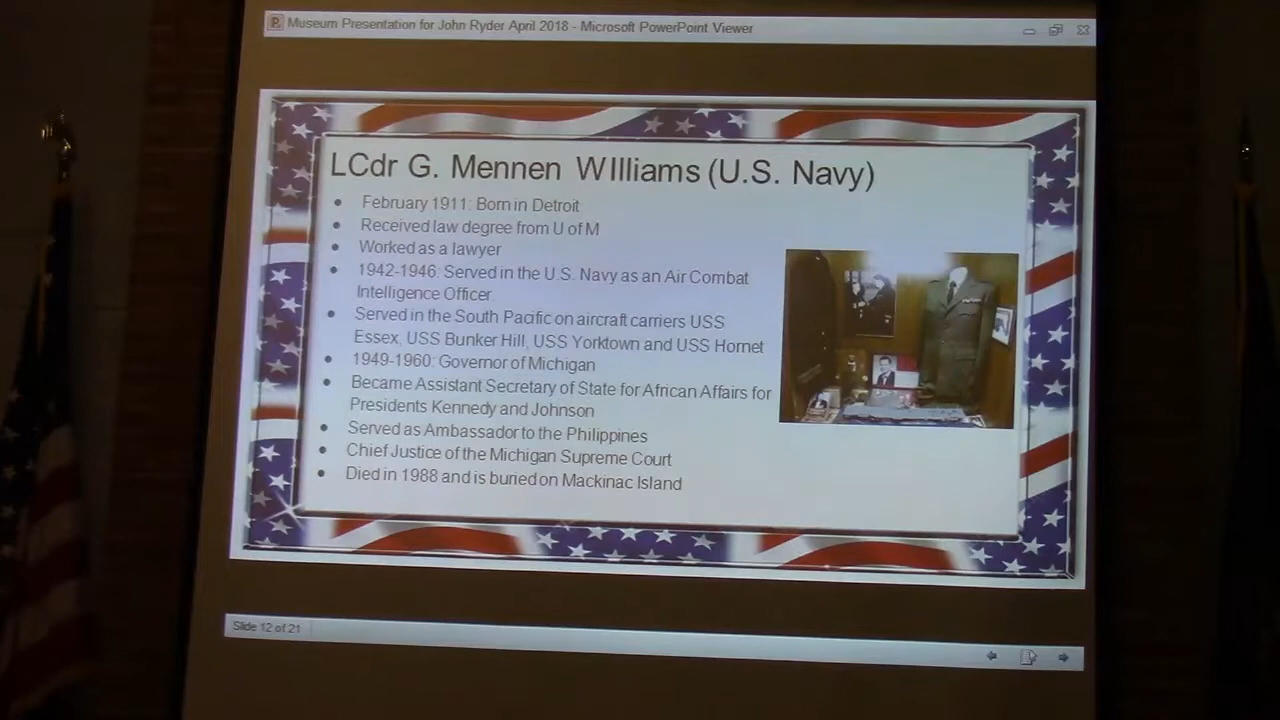 Museum Presentation for John Ryder April 2018 - Microsoft PowerPoint Viewer
LCdr G. Mennen WIlliams (U.S. Navy)
• February 1911: Born in Detroit
• Received law degree from U of M
• Worked as a lawyer
• 1942-1946: Served in the U.S. Navy as an Air Combat
Intelligence Officer
• Served in the South Pacific on aircraft carriers USS
Essex, USS Bunker Hill, USS Yorktown and USS Hornet
• 1949-1960: Governor of Michigan
• Became Assistant Secretary of State for African Affairs for
Presidents Kennedy and Johnson
• Served as Ambassador to the Philippines
• Chief Justice of the Michigan Supreme Court
• Died in 1988 and is buried on Mackinac Island
Slide 12 of 21